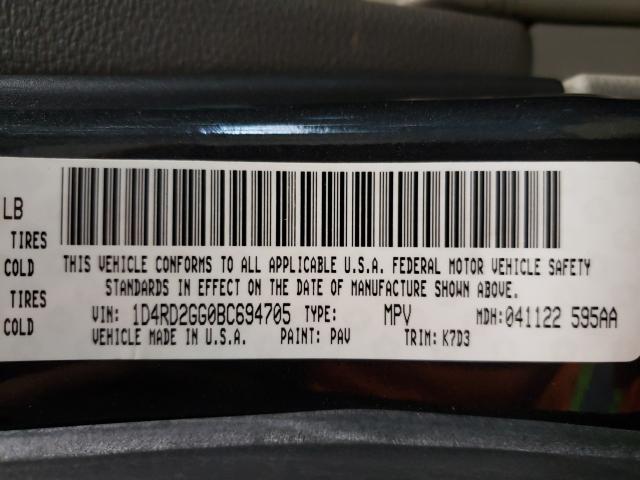 LB
TIRES
COLD THIS VEHICLE CONFORMS TO ALL APPLICABLE U.S.A. FEDERAL MOTOR VEHICLE SAFETY
TIRES STANDARDS IN EFFECT ON THE DATE OF MANUFACTURE SHOWN ABOVE.
COLD VIN: 1D4RD2GG0BC694705 TYPE: MPV MDH:041122 595AA
VEHICLE MADE IN U.S.A. PAINT: PAV TRIM: K7D3